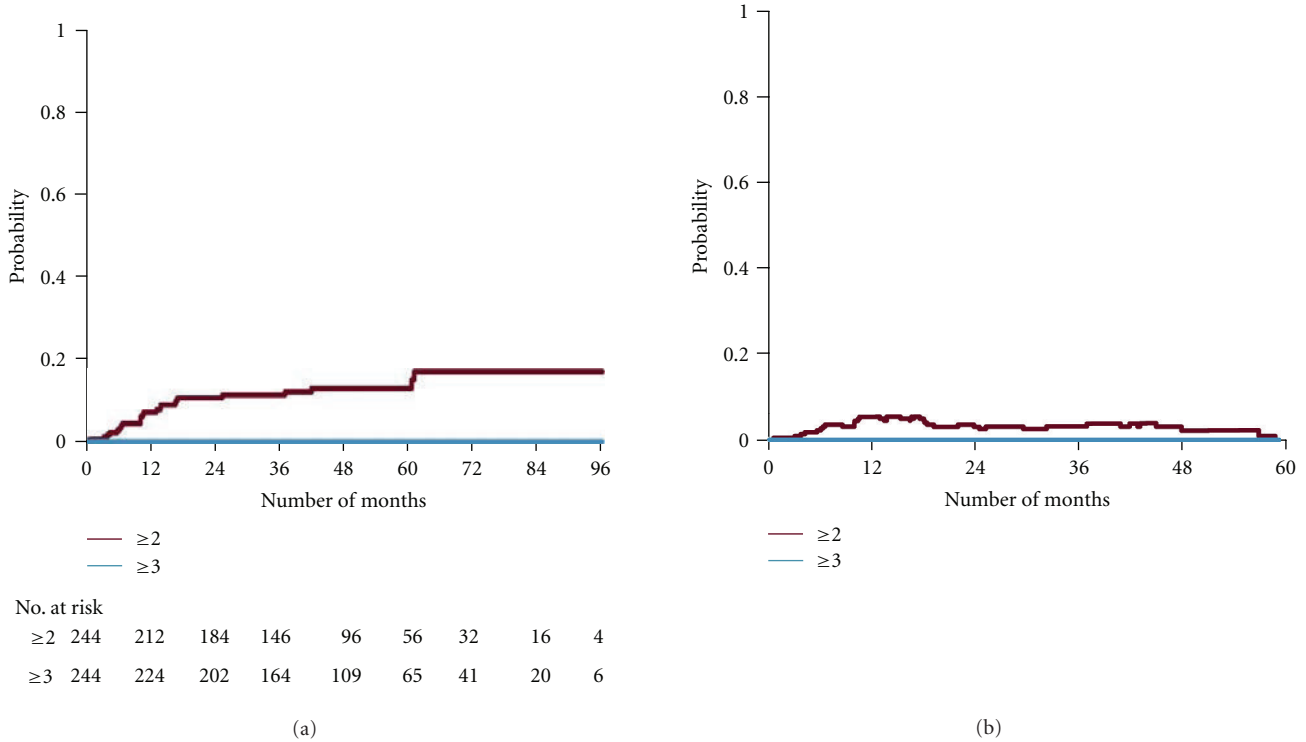 1
0.8
0.6
0.4
0.2
0
Probability
0 12 24 36 48 60 72 84 96
Number of months
≥2
≥3
No. at risk
≥2 244 212 184 146 96 56 32 16 4
≥3 244 224 202 164 109 65 41 20 6
(a)
1
0.8
0.6
0.4
0.2
0
Probability
0 12 24 36 48 60
Number of months
≥2
≥3
(b)